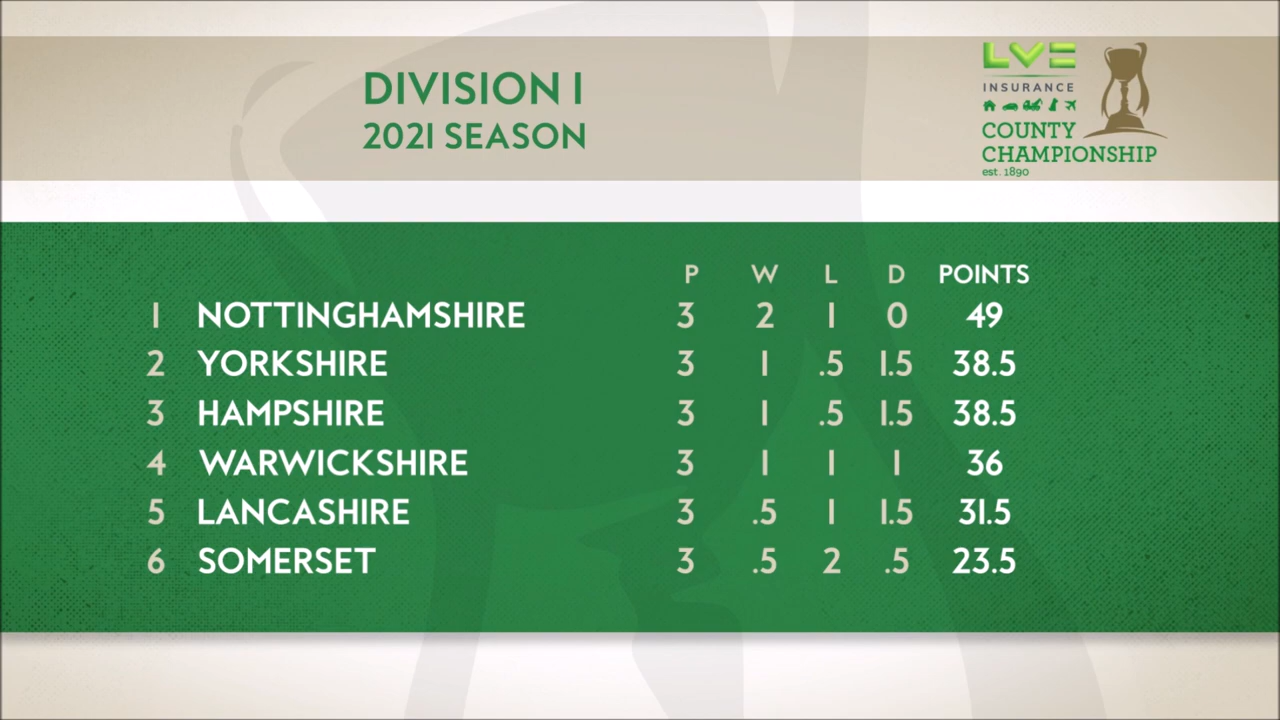 DIVISION 1
2021 SEASON
LV=
INSURANCE
COUNTY
CHAMPIONSHIP
est. 1890
P W L D POINTS
1 NOTTINGHAMSHIRE 3 2 1 0 49
2 YORKSHIRE 3 1 .5 1.5 38.5
3 HAMPSHIRE 3 1 .5 1.5 38.5
4 WARWICKSHIRE 3 1 1 1 36
5 LANCASHIRE 3 .5 1 1.5 31.5
6 SOMERSET 3 .5 2 .5 23.5